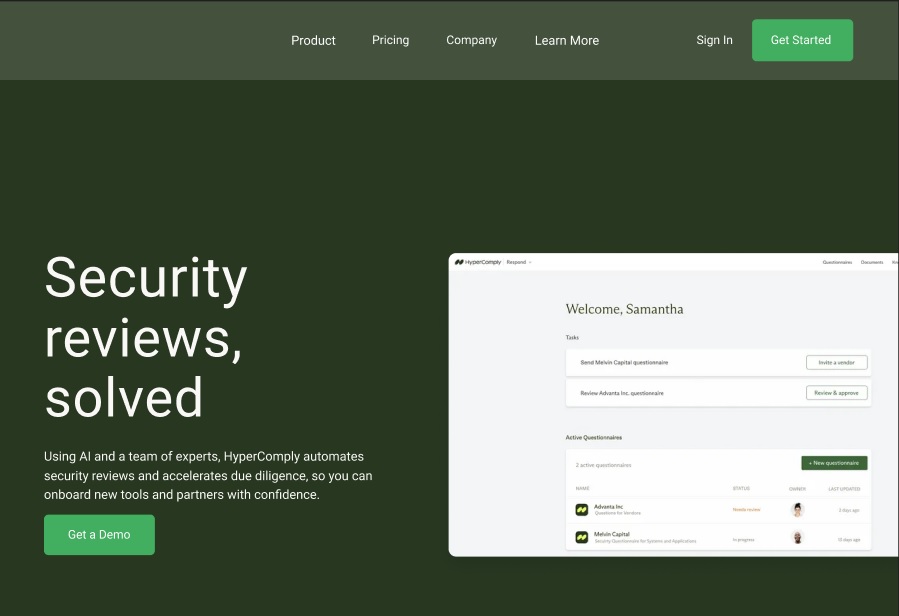 Product
Pricing
Company
Learn More
Sign In
Get Started
Security
reviews,
solved
Using AI and a team of experts, HyperComply automates
security reviews and accelerates due diligence, so you can
onboard new tools and partners with confidence.
Get a Demo
HyperComply
Respond
Questionnaires
Documents
Welcome, Samantha
Tasks
Send Melvin Capital questionnaire
Invite a vendor
Review Advanta Inc. questionnaire
Review & approve
Active Questionnaires
2 active questionnaires
+ New questionnaire
NAME
STATUS
OWNER
LAST UPDATED
Advanta Inc
Questions for Vendors
Needs review
3 days ago
Melvin Capital
Security Questionnaire for Systems and Applications
In progress
15 days ago